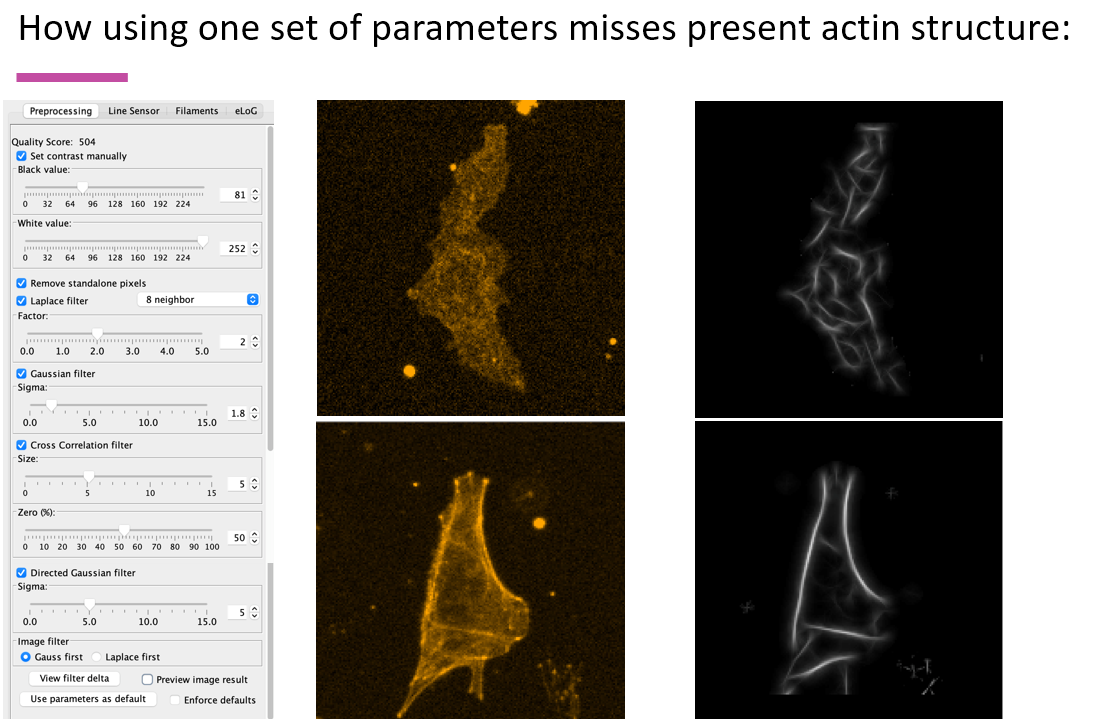 How using one set of parameters misses present actin structure:
Preprocessing Line Sensor Filaments eLoG
Quality Score: 504
Set contrast manually
Black value:
81
0 32 64 96 128 160 192 224
White value:
252
0 32 64 96 128 160 192 224
Remove standalone pixels
Laplace filter 8 neighbor
Factor:
2
0.0 1.0 2.0 3.0 4.0 5.0
Gaussian filter
Sigma:
1.8
0.0 5.0 10.0 15.0
Cross Correlation filter
Size:
5
0 5 10 15
Zero (%):
50
0 10 20 30 40 50 60 70 80 90 100
Directed Gaussian filter
Sigma:
5
0.0 5.0 10.0 15.0
Image filter
Gauss first Laplace first
View filter delta Preview image result
Use parameters as default Enforce defaults